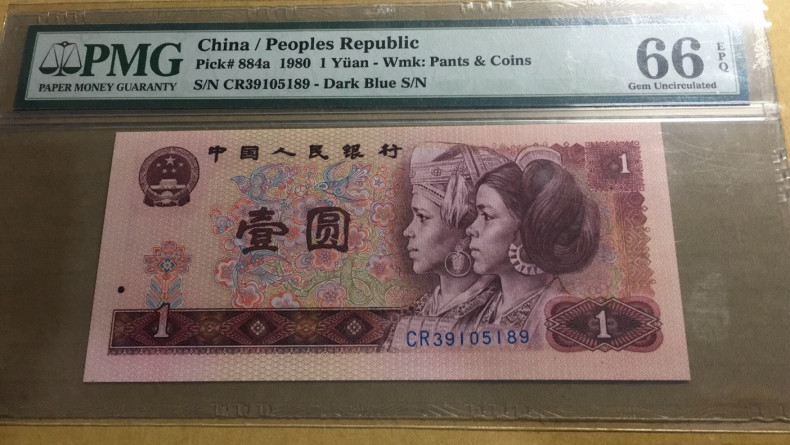 PMG
PAPER MONEY GUARANTY
China / Peoples Republic
Pick# 884a 1980 1 Yüan - Wmk: Pants & Coins
S/N CR39105189 - Dark Blue S/N
66 EPQ
Gem Uncirculated
中国人民银行
1
壹圆
1
CR39105189
1